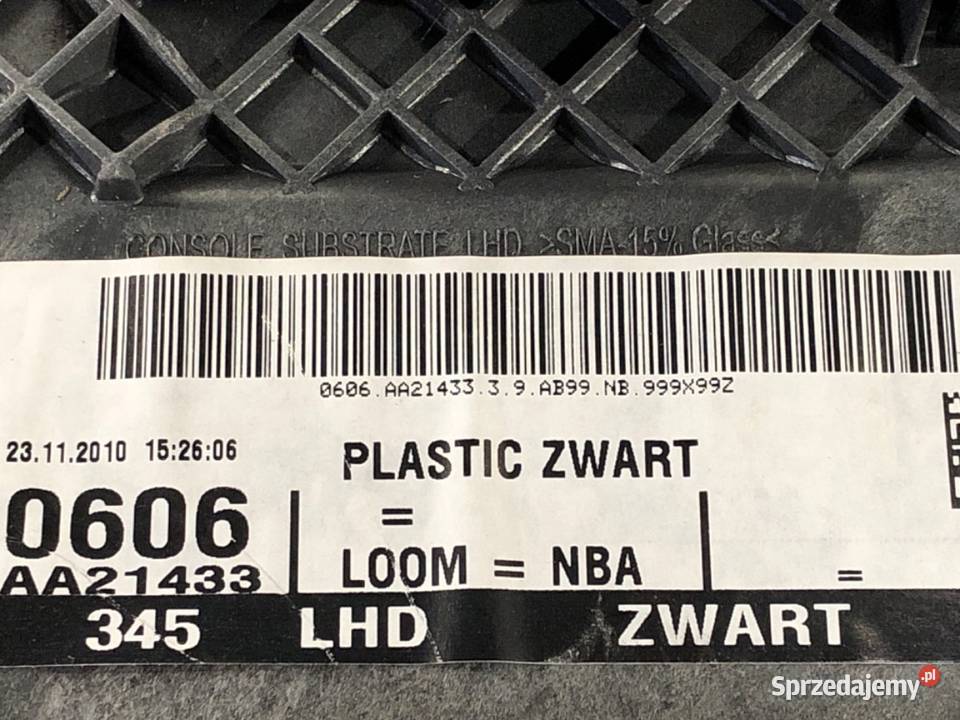 CONSOLE SUBSTRATE LHD >SMA-15% Glass<
0606.AA21433.3.9.AB99.NB.999X99Z
23.11.2010 15:26:06
PLASTIC ZWART
0606
=
AA21433
LOOM = NBA
=
345 LHD ZWART
Sprzedajemy.pl